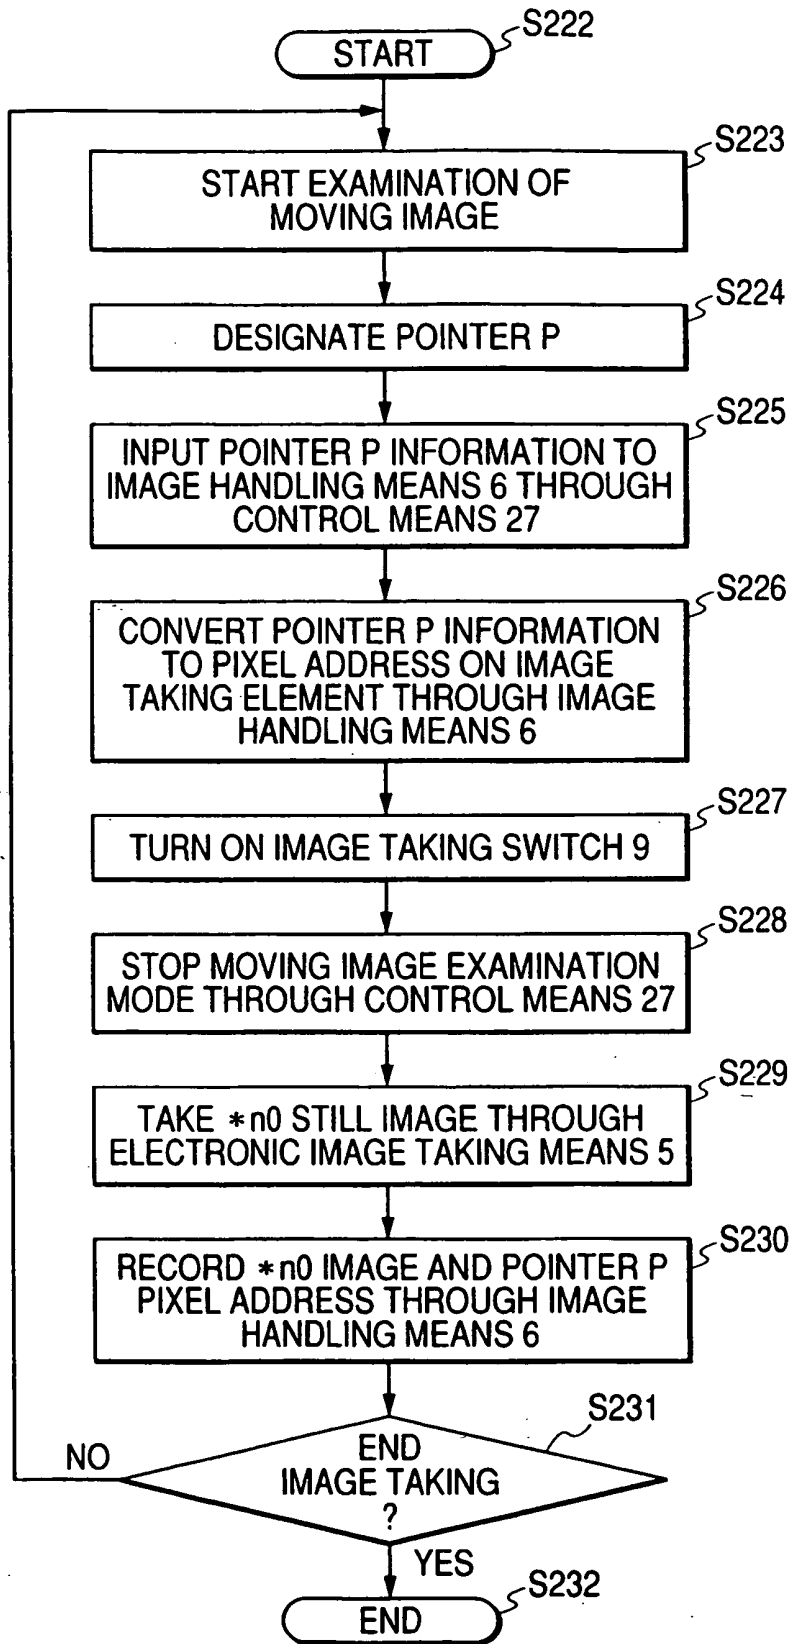 S222
START
S223
START EXAMINATION OF
MOVING IMAGE
S224
DESIGNATE POINTER P
S225
INPUT POINTER P INFORMATION TO
IMAGE HANDLING MEANS 6 THROUGH
CONTROL MEANS 27
S226
CONVERT POINTER P INFORMATION
TO PIXEL ADDRESS ON IMAGE
TAKING ELEMENT THROUGH IMAGE
HANDLING MEANS 6
S227
TURN ON IMAGE TAKING SWITCH 9
S228
STOP MOVING IMAGE EXAMINATION
MODE THROUGH CONTROL MEANS 27
S229
TAKE *n0 STILL IMAGE THROUGH
ELECTRONIC IMAGE TAKING MEANS 5
S230
RECORD *n0 IMAGE AND POINTER P
PIXEL ADDRESS THROUGH IMAGE
HANDLING MEANS 6
S231
NO
END
IMAGE TAKING
?
YES
S232
END